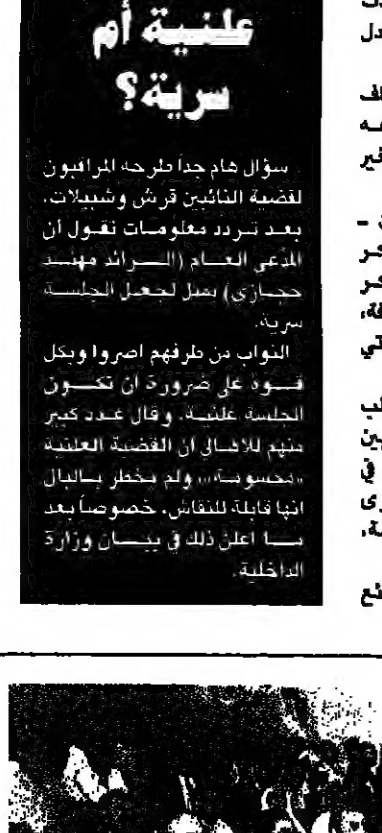 علنية أم
سرية؟
سؤال هام جداً طرحه المراقبون
لقضية النائبين قرش وشبيلات،
بعد تردد معلومات تقول أن
المدعي العام (الرائد مهند
حجازي) يميل لجعل الجلسة
سرية.
النواب من طرفهم اصروا وبكل
قوة على ضرورة ان تكون
الجلسة علنية، وقال عدد كبير
منهم للاهالي ان القضية العلنية
«محسومة»، ولم يخطر بالبال
انها قابلة للنقاش، خصوصاً بعد
ما اعلن ذلك في بيان وزارة
الداخلية.